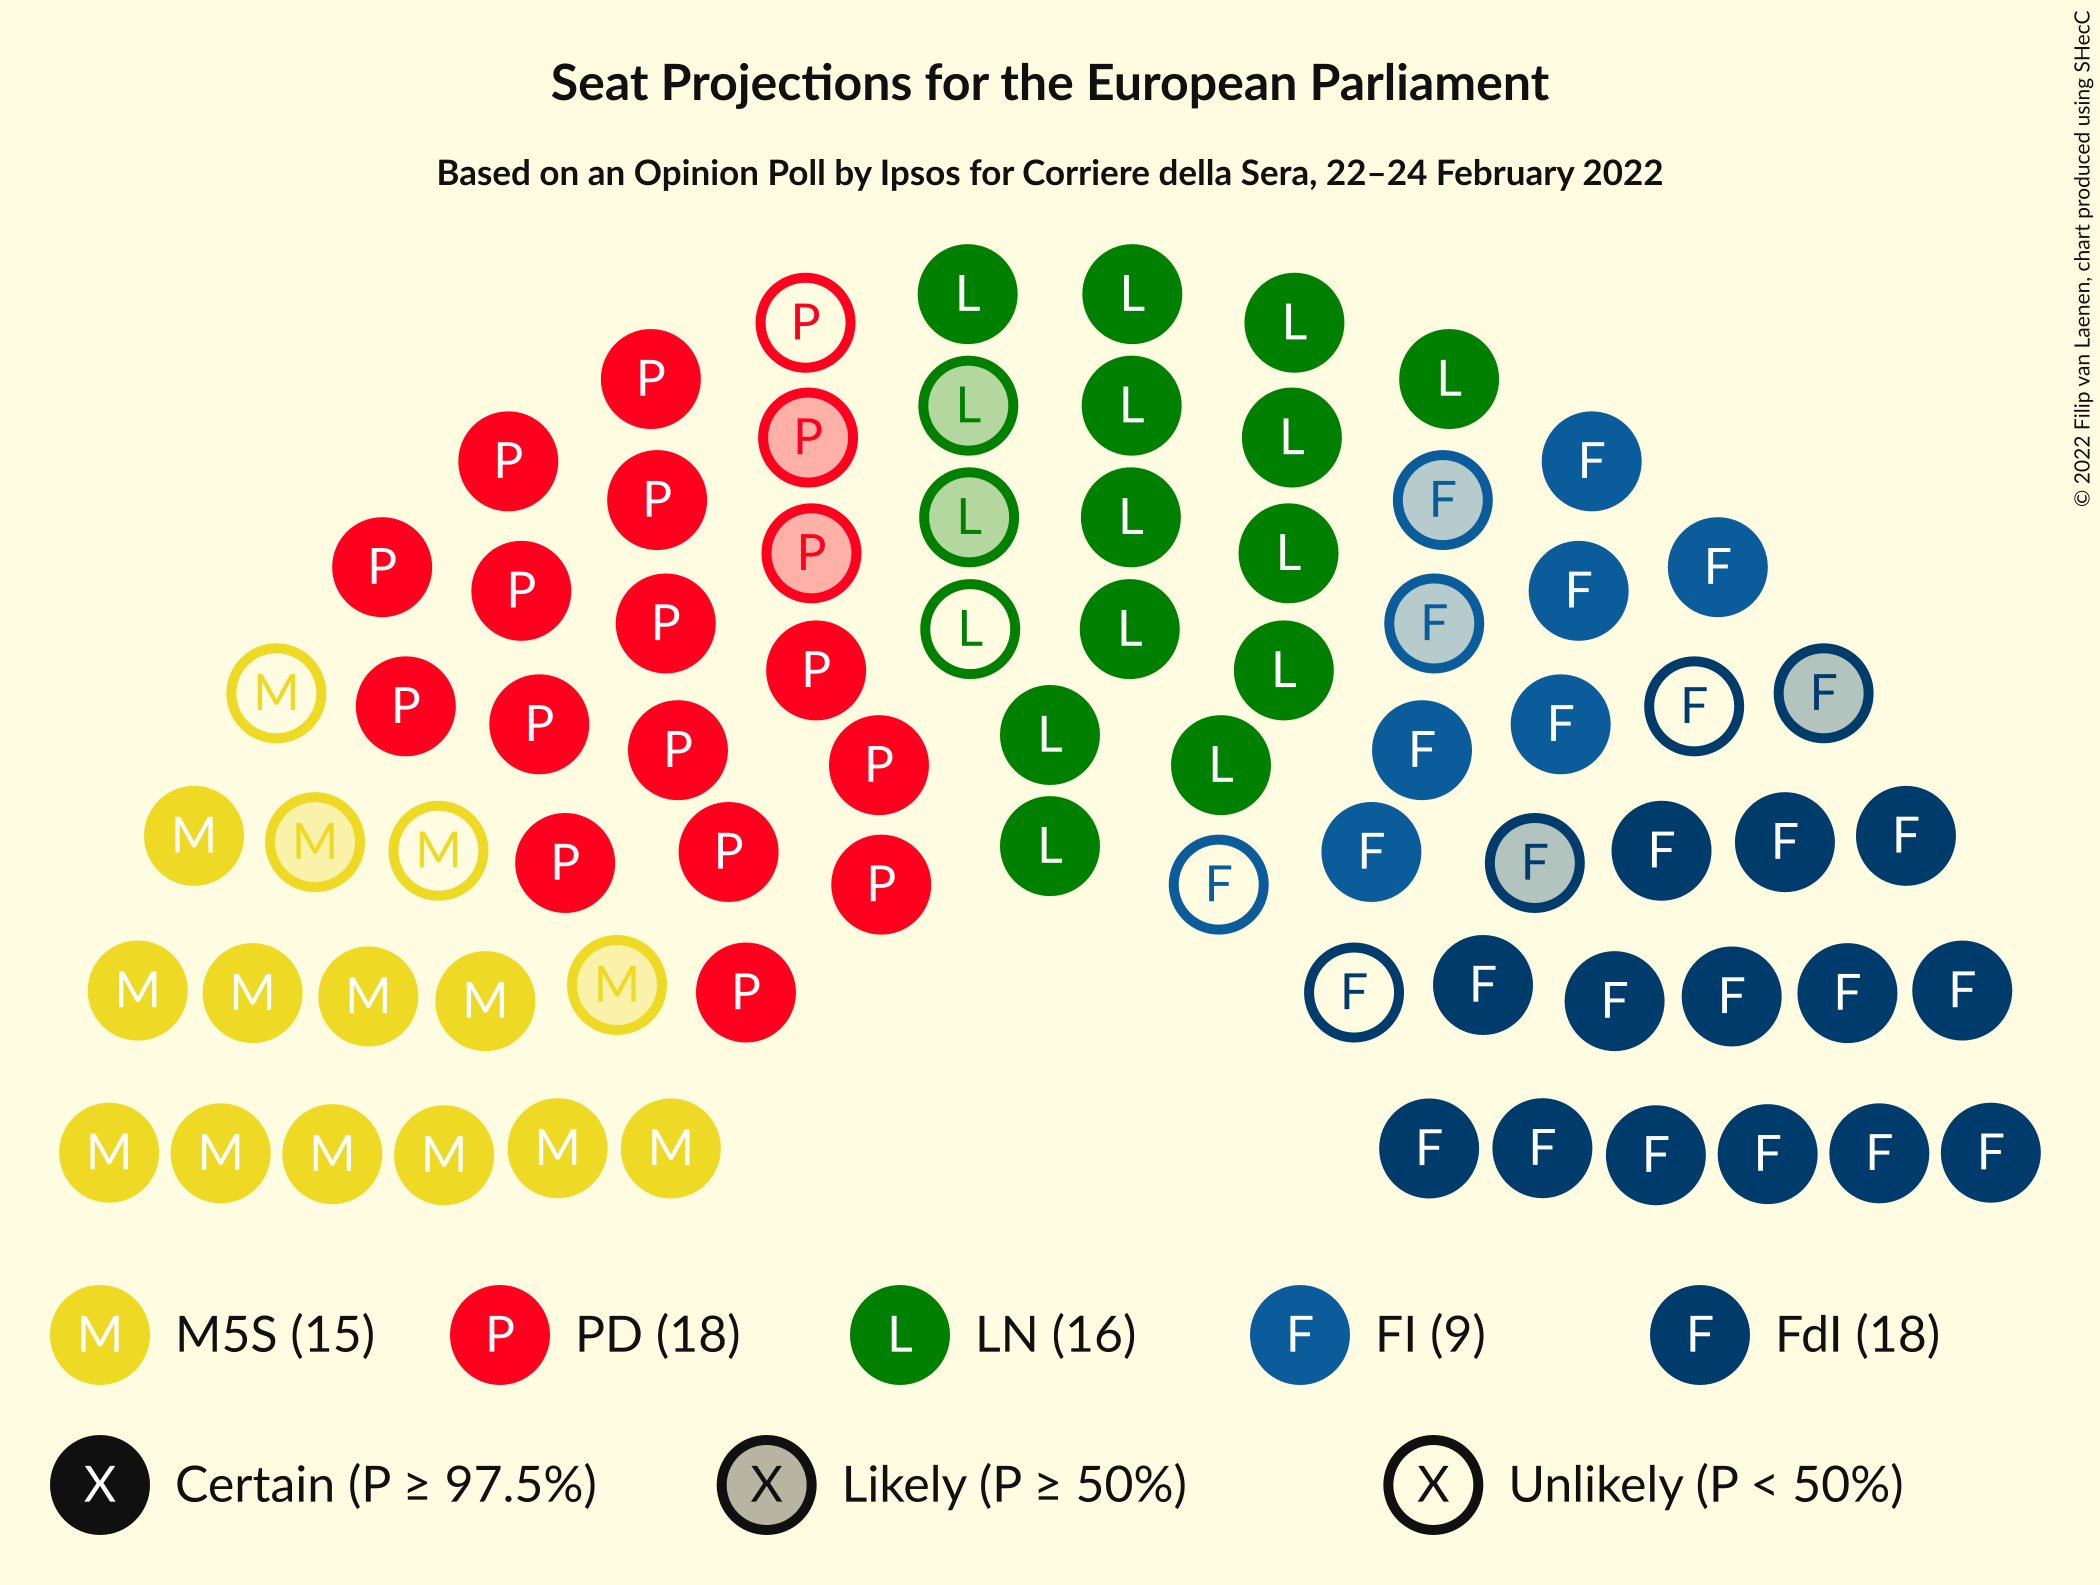 Seat Projections for the European Parliament
Based on an Opinion Poll by Ipsos for Corriere della Sera, 22–24 February 2022
© 2022 Filip van Laenen, chart produced using SHecC
L L
P L L
P L
L L
P L
P F
P L
P F
L L
P P
P F
P F
P F
P L
P L
M P P P F F F F
P L
P L
M M M P P P L F F F F F F
M M M M M P F F F F F F
M M M M M M F F F F F F
M M5S (15) P PD (18) L LN (16) F FI (9) F FdI (18)
X Certain (P ≥ 97.5%) X Likely (P ≥ 50%) X Unlikely (P < 50%)